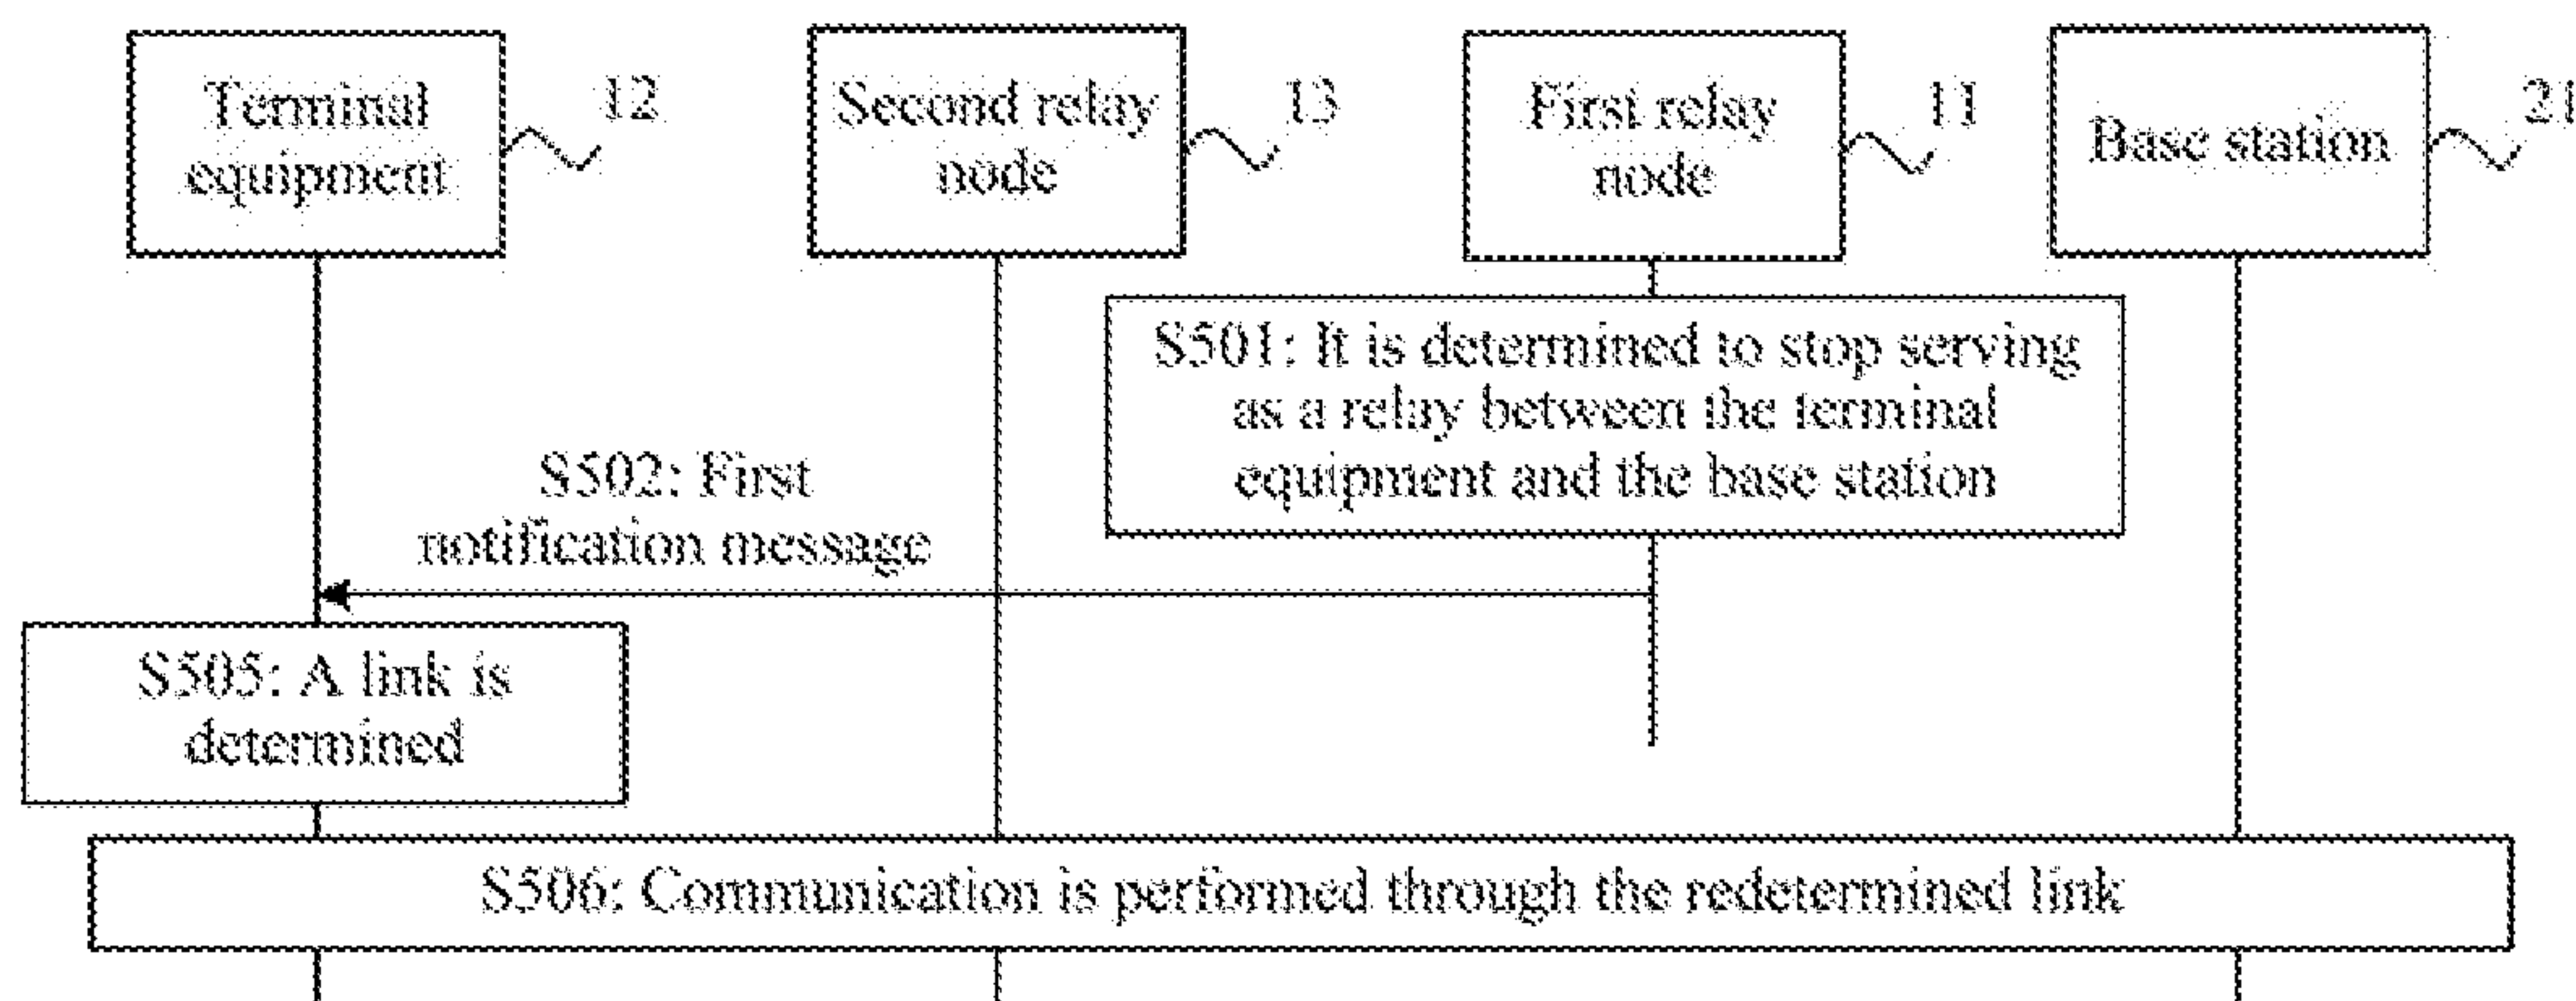 Terminal
equipment
12
Second relay
node
13
First relay
node
11
Base station
21
S501: It is determined to stop serving
as a relay between the terminal
equipment and the base station
S502: First
notification message
S505: A link is
determined
S506: Communication is performed through the redetermined link